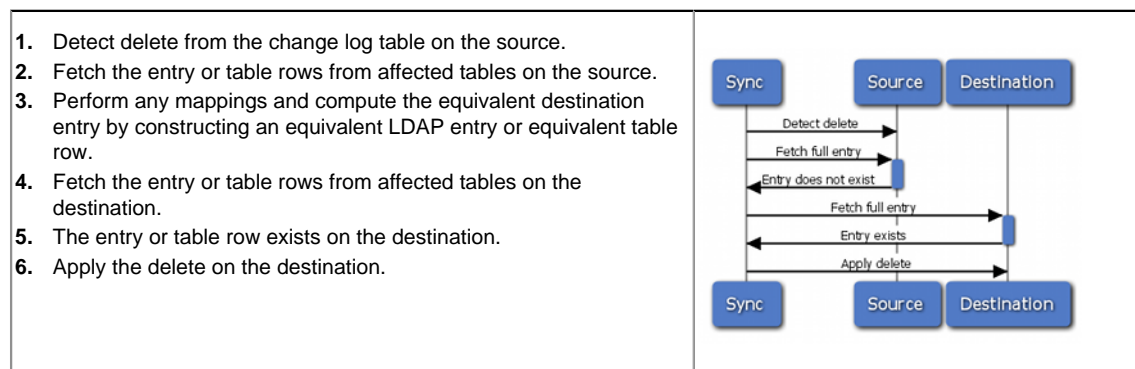 1. Detect delete from the change log table on the source.
2. Fetch the entry or table rows from affected tables on the source.
3. Perform any mappings and compute the equivalent destination
entry by constructing an equivalent LDAP entry or equivalent table
row.
4. Fetch the entry or table rows from affected tables on the
destination.
5. The entry or table row exists on the destination.
6. Apply the delete on the destination.
Sync Source Destination
Detect delete
Fetch full entry
Entry does not exist
Fetch full entry
Entry exists
Apply delete
Sync Source Destination